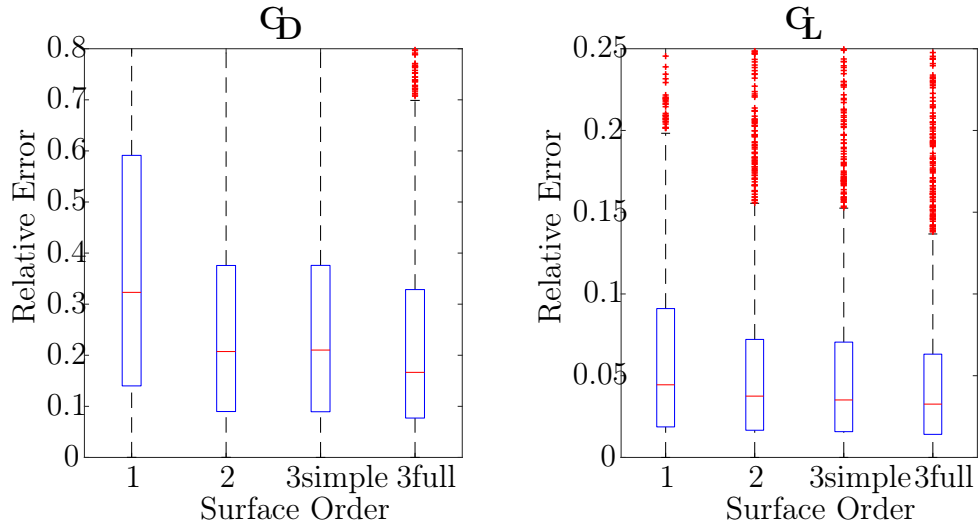 C_D
0.8
0.7
0.6
0.5
0.4
0.3
0.2
0.1
0
Relative Error
1 2 3simple 3full
Surface Order
C_L
0.25
0.2
0.15
0.1
0.05
0
Relative Error
1 2 3simple 3full
Surface Order